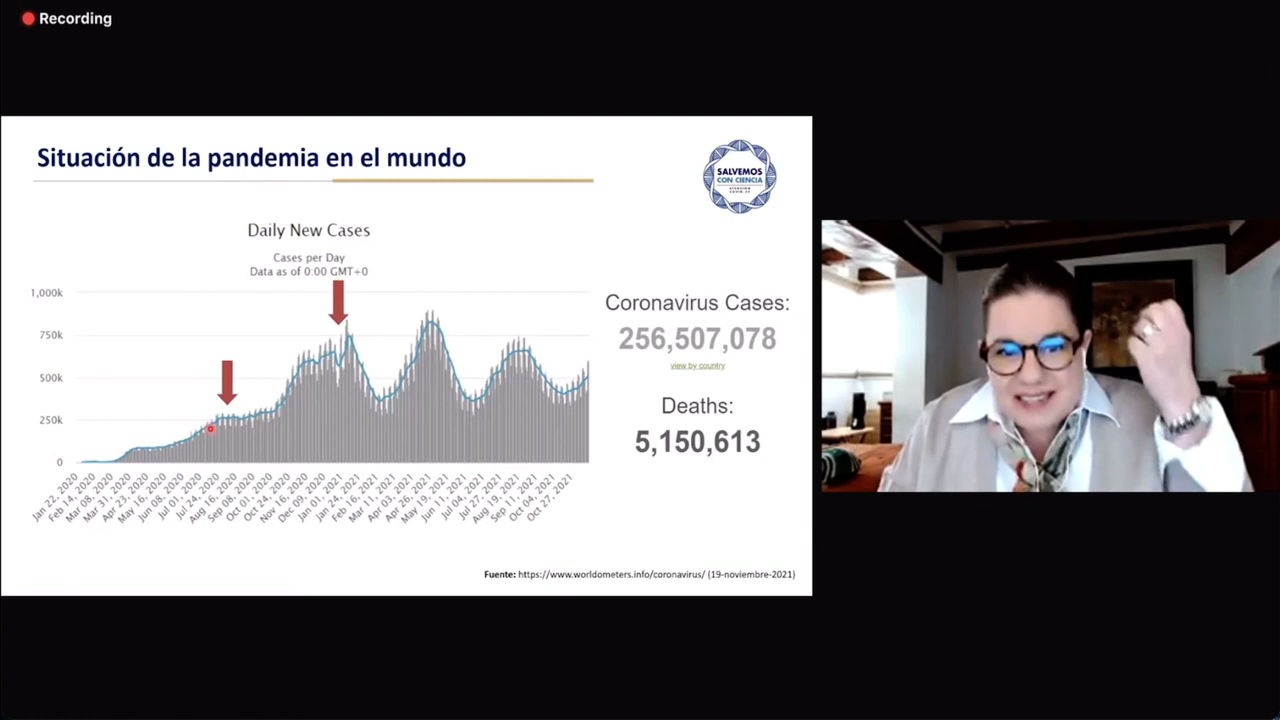 Recording
Situación de la pandemia en el mundo
SALVEMOS
CON CIENCIA
Daily New Cases
Cases per Day
Data as of 0:00 GMT+0
1,000k
750k
500k
250k
0
Jan 22, 2020
Feb 14, 2020
Mar 08, 2020
Mar 31, 2020
Apr 23, 2020
May 16, 2020
Jun 08, 2020
Jul 01, 2020
Jul 24, 2020
Aug 16, 2020
Sep 08, 2020
Oct 01, 2020
Oct 24, 2020
Nov 16, 2020
Dec 09, 2020
Jan 01, 2021
Jan 24, 2021
Feb 16, 2021
Mar 11, 2021
Apr 03, 2021
Apr 26, 2021
May 19, 2021
Jun 11, 2021
Jul 04, 2021
Jul 27, 2021
Aug 19, 2021
Sep 11, 2021
Oct 04, 2021
Oct 27, 2021
Coronavirus Cases:
256,507,078
view by country
Deaths:
5,150,613
Fuente: https://www.worldometers.info/coronavirus/ (19-noviembre-2021)